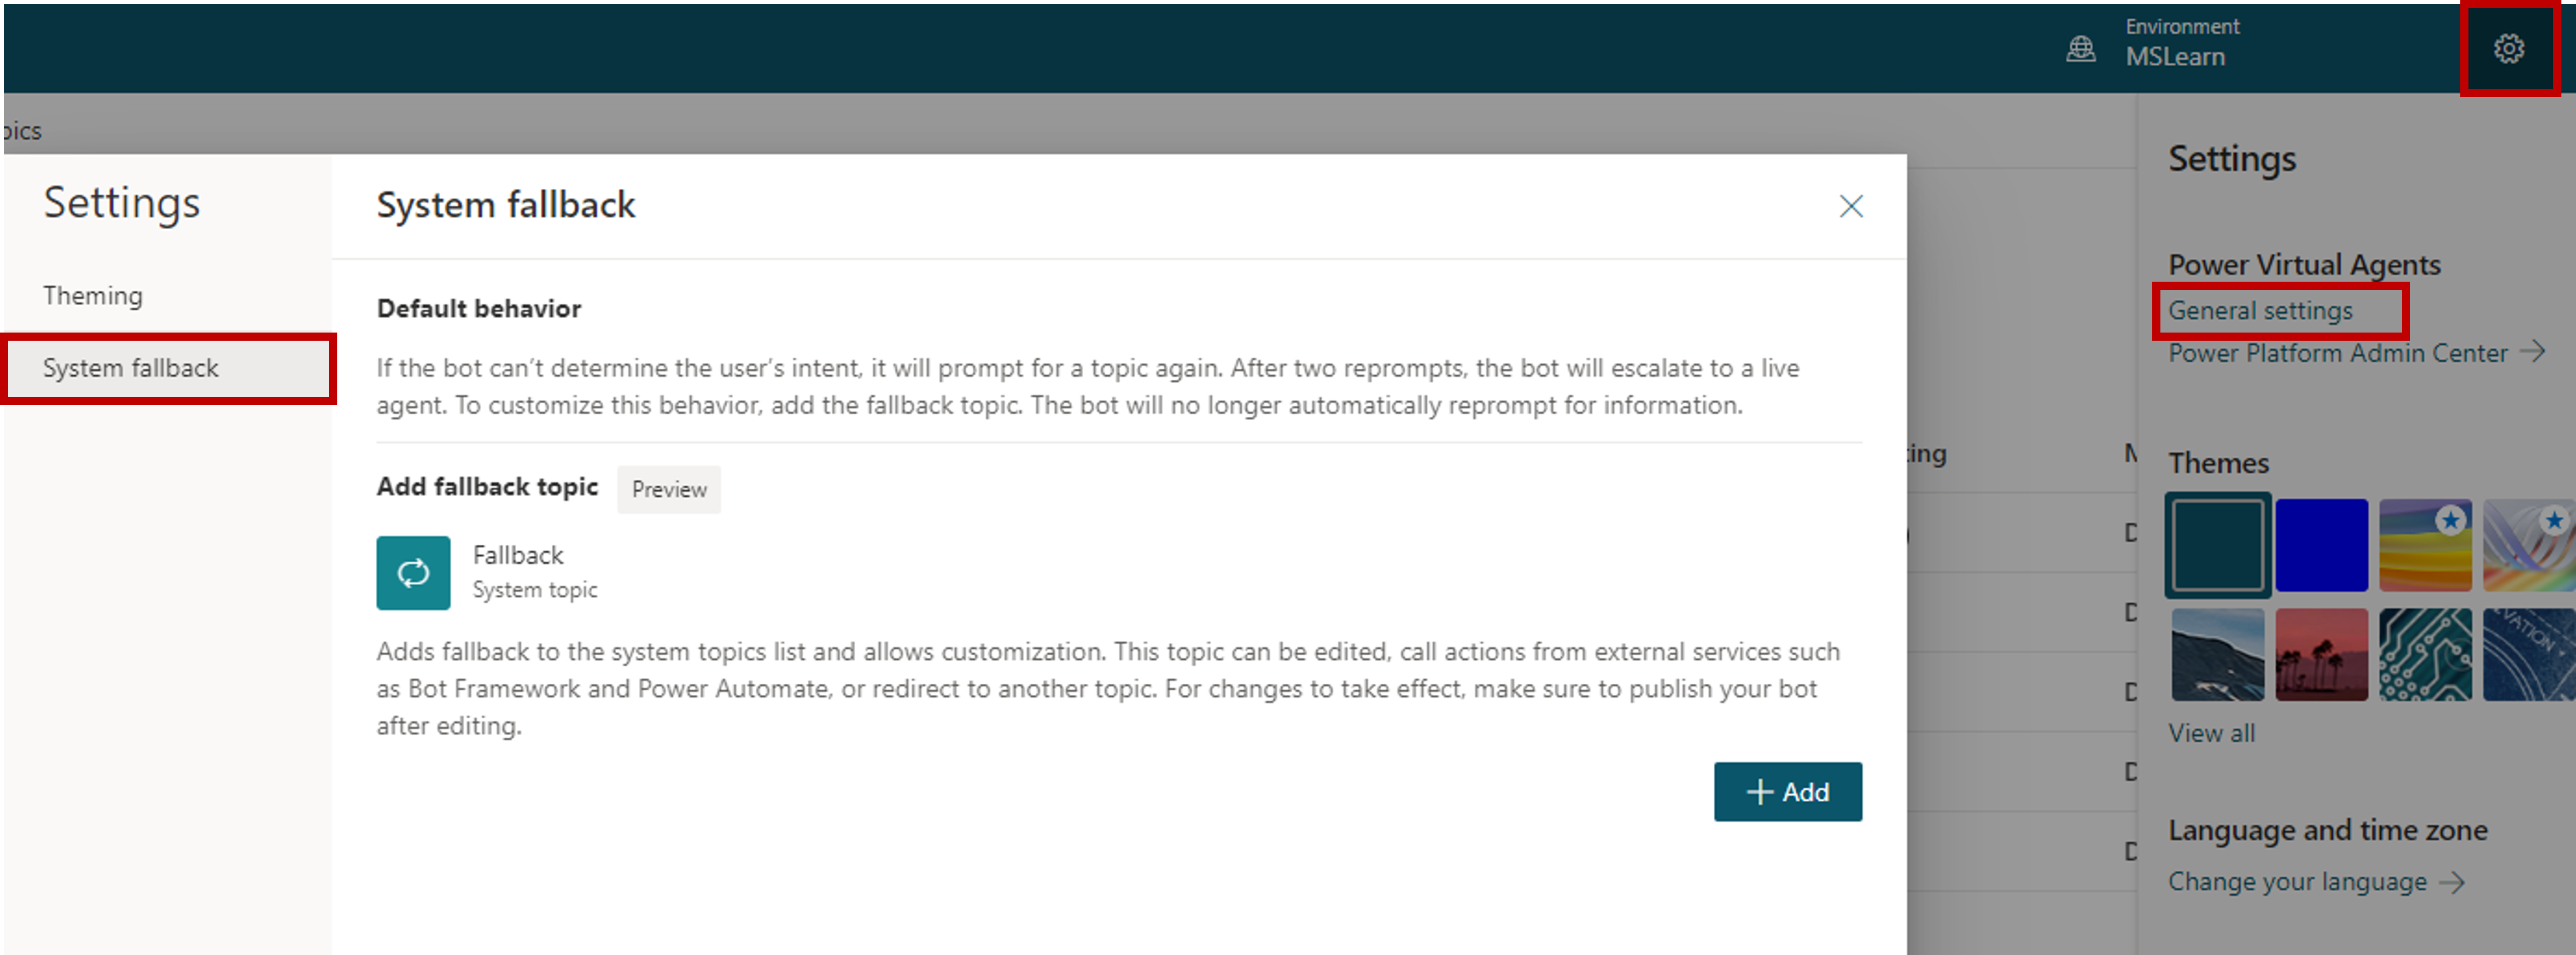 Environment
MSLearn
Settings
Theming
System fallback
System fallback
Default behavior
If the bot can’t determine the user’s intent, it will prompt for a topic again. After two reprompts, the bot will escalate to a live
agent. To customize this behavior, add the fallback topic. The bot will no longer automatically reprompt for information.
Add fallback topic Preview
Fallback
System topic
Adds fallback to the system topics list and allows customization. This topic can be edited, call actions from external services such
as Bot Framework and Power Automate, or redirect to another topic. For changes to take effect, make sure to publish your bot
after editing.
Add
Settings
Power Virtual Agents
General settings
Power Platform Admin Center
Themes
View all
Language and time zone
Change your language